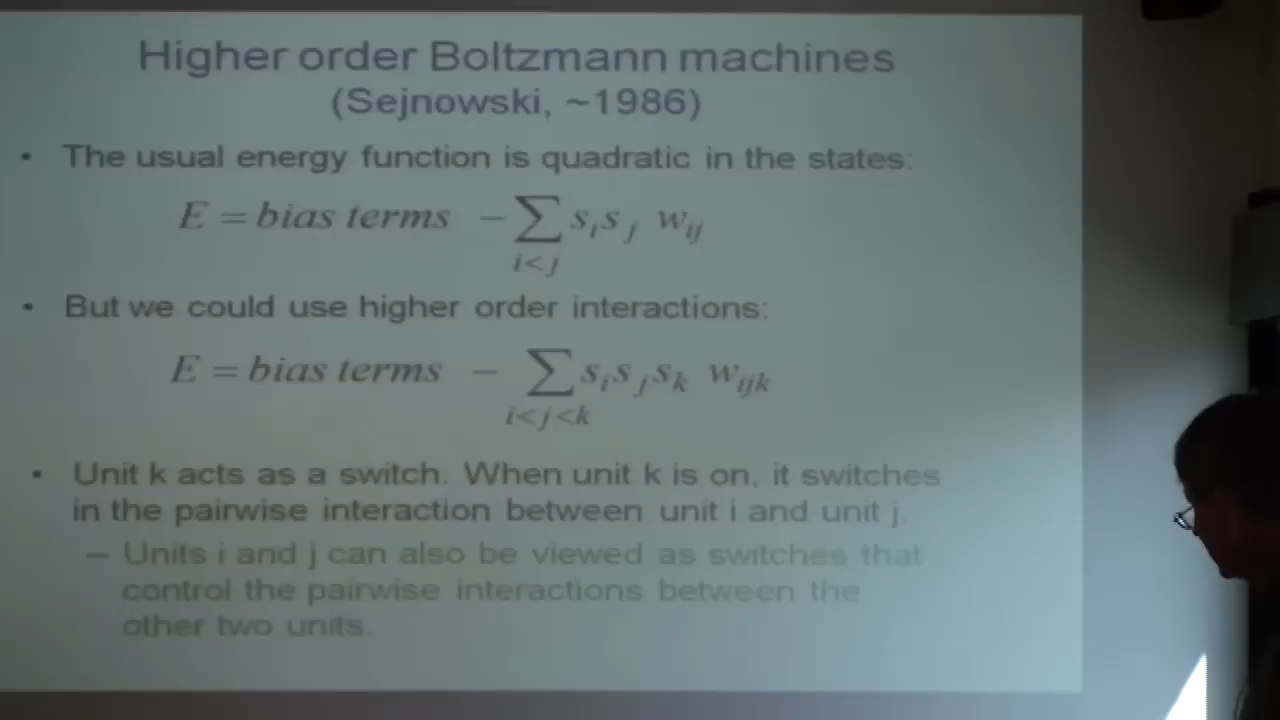 Higher order Boltzmann machines
(Sejnowski, ~1986)
• The usual energy function is quadratic in the states:
E = bias terms − ∑ s_i s_j w_ij
i<j
• But we could use higher order interactions:
E = bias terms − ∑ s_i s_j s_k w_ijk
i<j<k
• Unit k acts as a switch. When unit k is on, it switches
in the pairwise interaction between unit i and unit j.
– Units i and j can also be viewed as switches that
control the pairwise interactions between the
other two units.